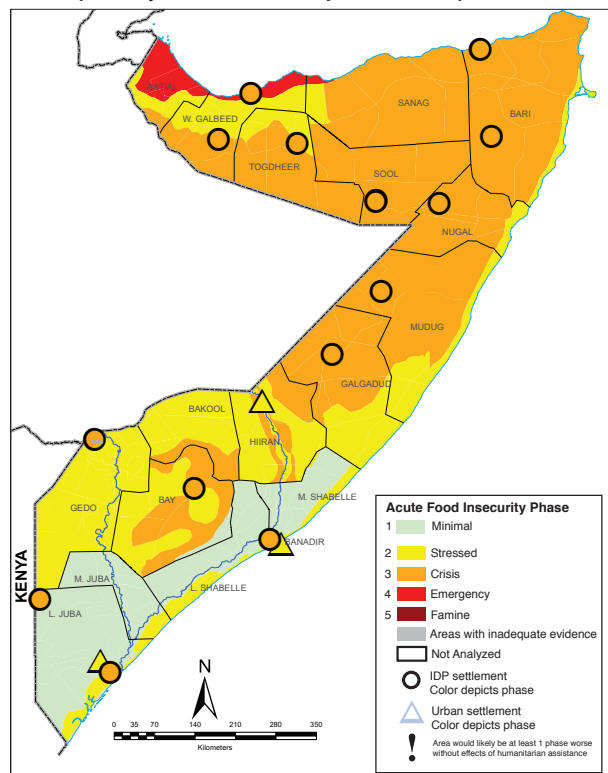 AWDAL
W. GALBEED
TOGDHEER
SANAG
BARI
SOOL
NUGAL
MUDUG
GALGADUD
BAKOOL
HIIRAN
GEDO
BAY
M. SHABELLE
BANADIR
M. JUBA
L. SHABELLE
L. JUBA
KENYA
N
0 35 70 140 210 280 350
Kilometers
Acute Food Insecurity Phase
1 Minimal
2 Stressed
3 Crisis
4 Emergency
5 Famine
Areas with inadequate evidence
Not Analyzed
IDP settlement
Color depicts phase
Urban settlement
Color depicts phase
! Area would likely be at least 1 phase worse
without effects of humanitarian assistance